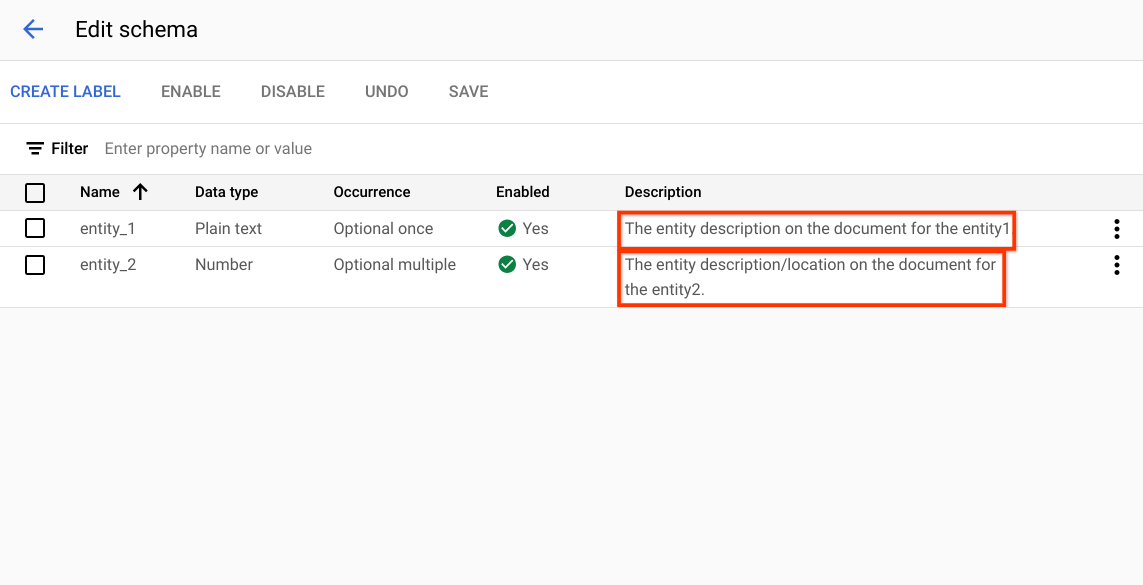 Edit schema
CREATE LABEL ENABLE DISABLE UNDO SAVE
Filter Enter property name or value
Name Data type Occurrence Enabled Description
entity_1 Plain text Optional once Yes The entity description on the document for the entity1
entity_2 Number Optional multiple Yes The entity description/location on the document for
the entity2.